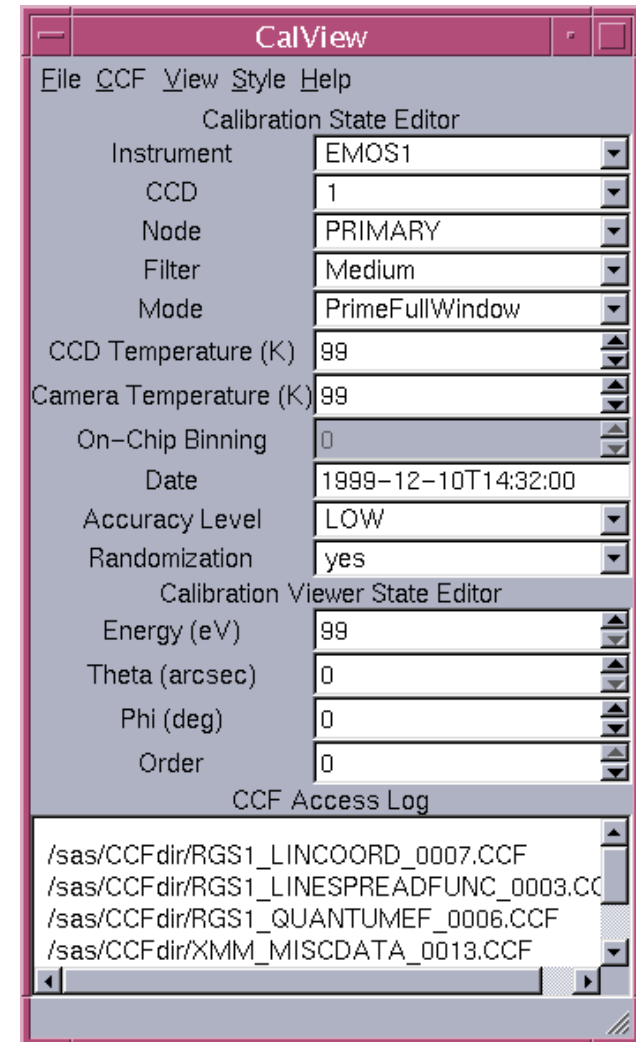 CalView
File CCF View Style Help
Calibration State Editor
Instrument EMOS1
CCD 1
Node PRIMARY
Filter Medium
Mode PrimeFullWindow
CCD Temperature (K) 99
Camera Temperature (K) 99
On-Chip Binning 0
Date 1999-12-10T14:32:00
Accuracy Level LOW
Randomization yes
Calibration Viewer State Editor
Energy (eV) 99
Theta (arcsec) 0
Phi (deg) 0
Order 0
CCF Access Log
/sas/CCFdir/RGS1_LINCOORD_0007.CCF
/sas/CCFdir/RGS1_LINESPREADFUNC_0003.CC
/sas/CCFdir/RGS1_QUANTUMEF_0006.CCF
/sas/CCFdir/XMM_MISCDATA_0013.CCF